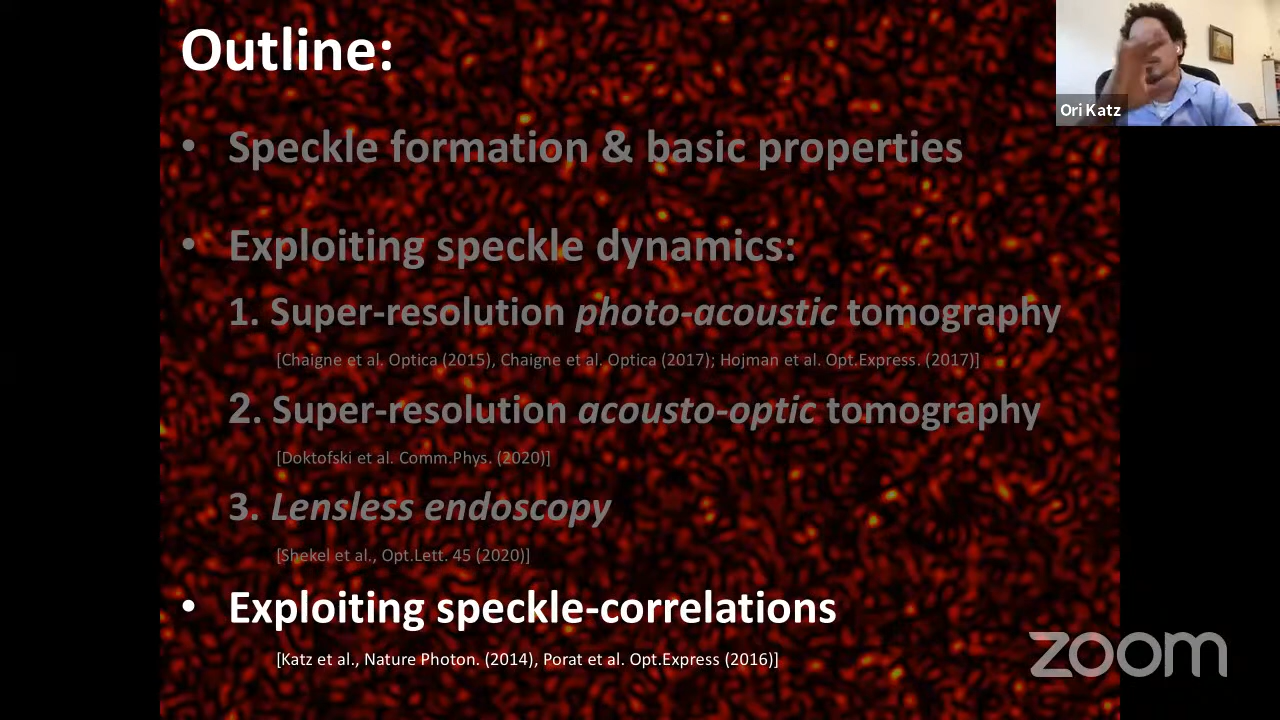 Outline:
Ori Katz
• Speckle formation & basic properties
• Exploiting speckle dynamics:
1. Super-resolution photo-acoustic tomography
[Chaigne et al. Optica (2015), Chaigne et al. Optica (2017); Hojman et al. Opt.Express. (2017)]
2. Super-resolution acousto-optic tomography
[Doktofski et al. Comm.Phys. (2020)]
3. Lensless endoscopy
[Shekel et al., Opt.Lett. 45 (2020)]
• Exploiting speckle-correlations
[Katz et al., Nature Photon. (2014), Porat et al. Opt.Express (2016)]
zoom